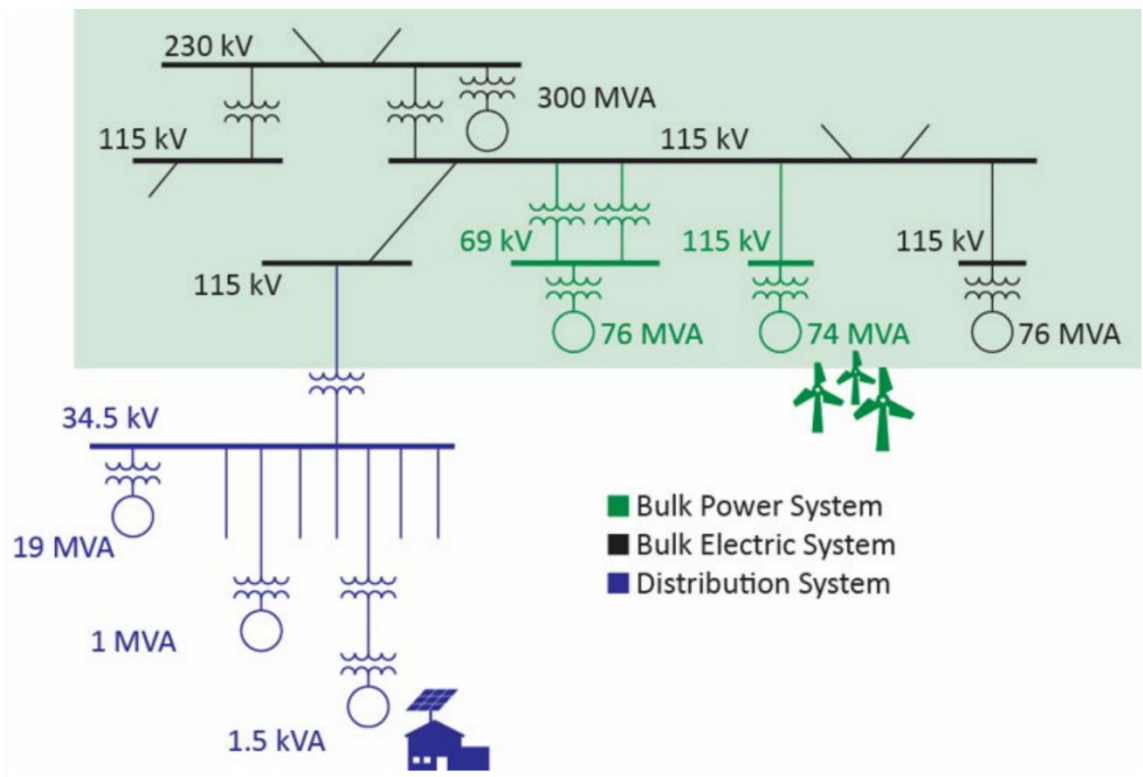 230 kV
300 MVA
115 kV
115 kV
69 kV
115 kV
115 kV
115 kV
76 MVA
74 MVA
76 MVA
34.5 kV
Bulk Power System
19 MVA
Bulk Electric System
Distribution System
1 MVA
1.5 kVA